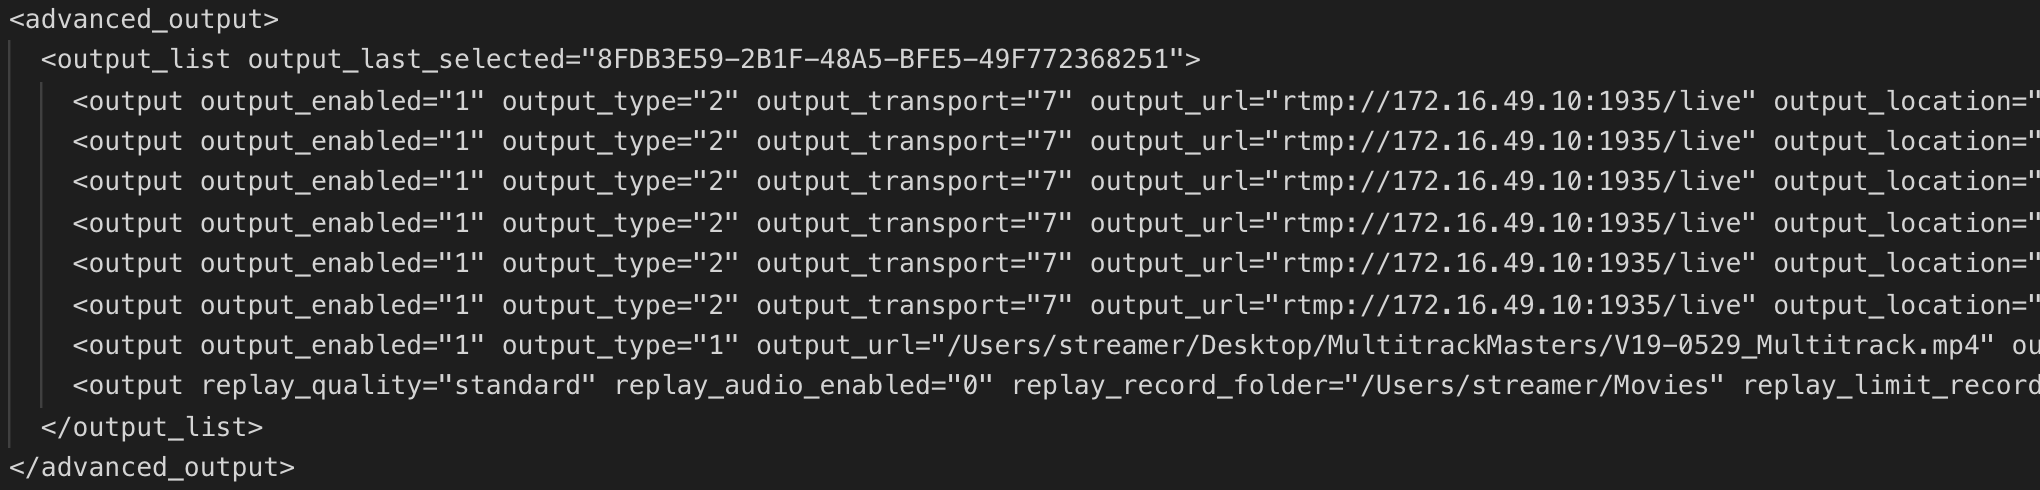 <advanced_output>
<output_list output_last_selected="8FDB3E59-2B1F-48A5-BFE5-49F772368251">
<output output_enabled="1" output_type="2" output_transport="7" output_url="rtmp://172.16.49.10:1935/live" output_location="
<output output_enabled="1" output_type="2" output_transport="7" output_url="rtmp://172.16.49.10:1935/live" output_location="
<output output_enabled="1" output_type="2" output_transport="7" output_url="rtmp://172.16.49.10:1935/live" output_location="
<output output_enabled="1" output_type="2" output_transport="7" output_url="rtmp://172.16.49.10:1935/live" output_location="
<output output_enabled="1" output_type="2" output_transport="7" output_url="rtmp://172.16.49.10:1935/live" output_location="
<output output_enabled="1" output_type="2" output_transport="7" output_url="rtmp://172.16.49.10:1935/live" output_location="
<output output_enabled="1" output_type="1" output_url="/Users/streamer/Desktop/MultitrackMasters/V19-0529_Multitrack.mp4" ou
<output replay_quality="standard" replay_audio_enabled="0" replay_record_folder="/Users/streamer/Movies" replay_limit_record
</output_list>
</advanced_output>